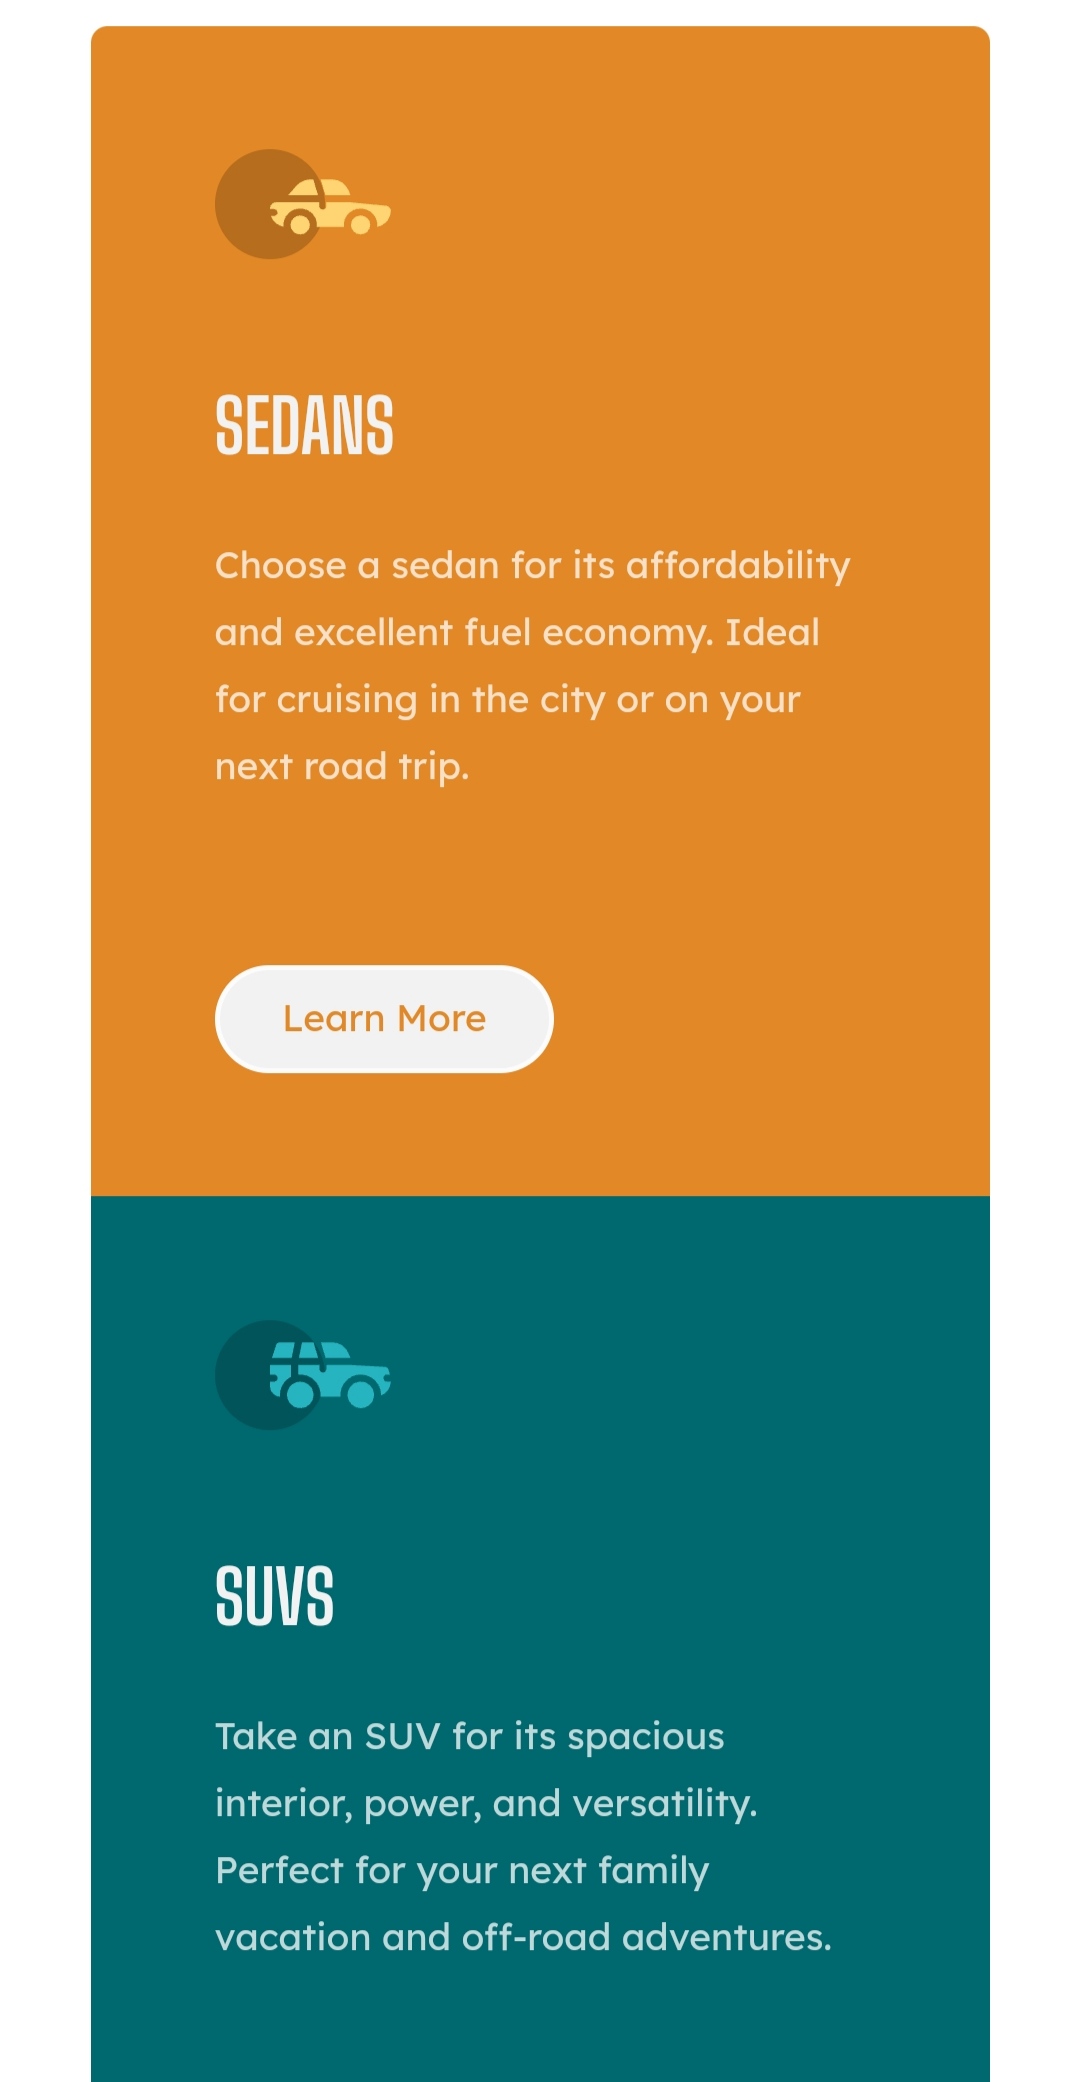 SEDANS
Choose a sedan for its affordability
and excellent fuel economy. Ideal
for cruising in the city or on your
next road trip.
Learn More
SUVS
Take an SUV for its spacious
interior, power, and versatility.
Perfect for your next family
vacation and off-road adventures.